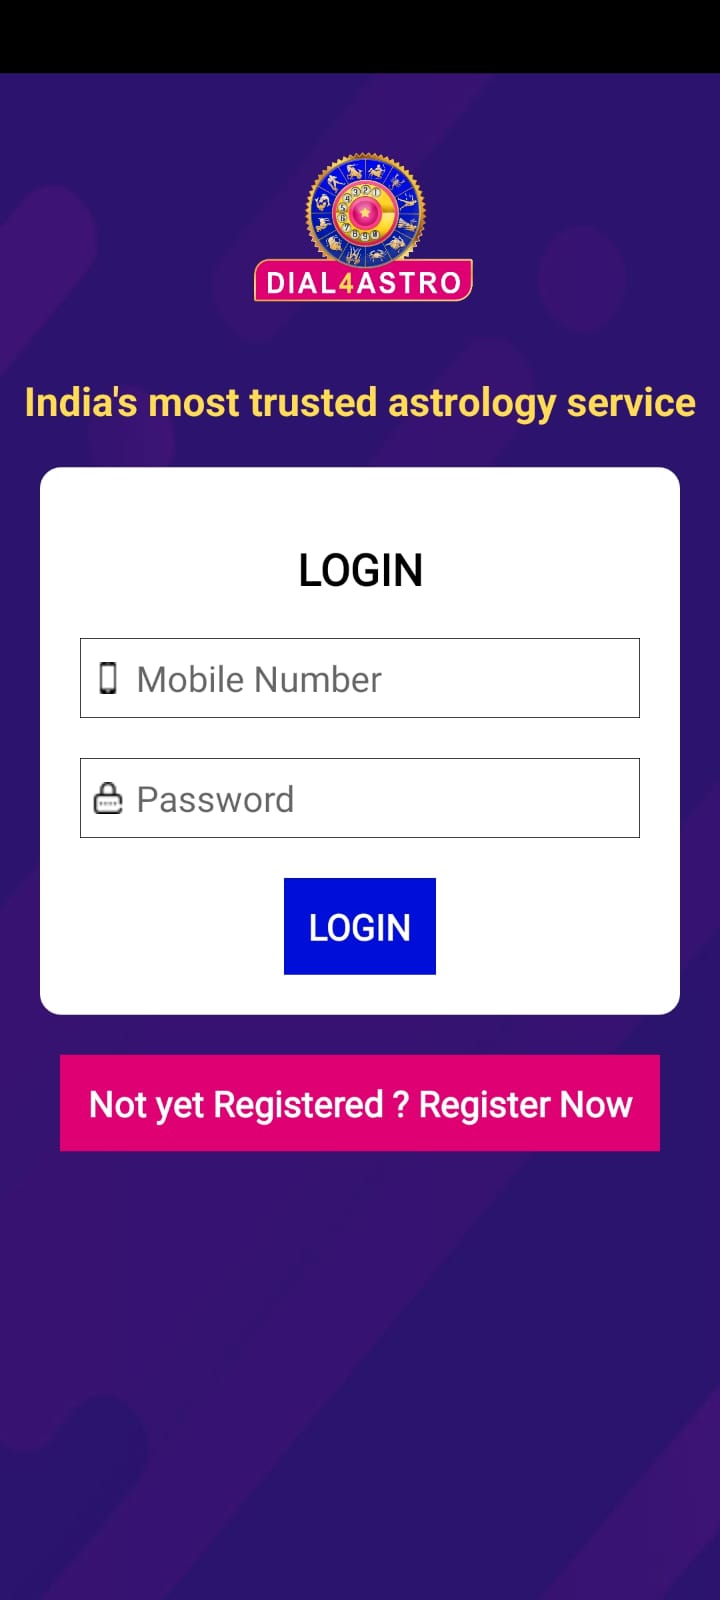 DIAL4ASTRO
India's most trusted astrology service
LOGIN
Mobile Number
Password
LOGIN
Not yet Registered ? Register Now